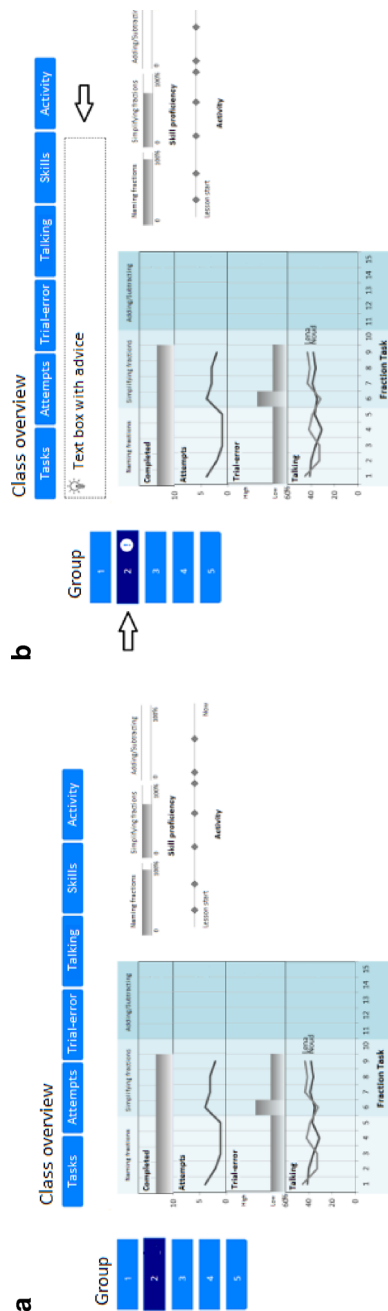 a
Class overview
Tasks Attempts Trial-error Talking Skills Activity
Group
1
2
3
4
5
Naming fractions Simplifying fractions Adding/Subtracting
Completed
10
Attempts
5
0
Trial-error
High
Low
60%
Talking
40
20
0
Lena
Noud
1 2 3 4 5 6 7 8 9 10 11 12 13 14 15
Fraction Task
Naming fractions Simplifying fractions Adding/Subtracting
0 100% 0 100% 0 100%
Skill proficiency
Lesson start Now
Activity
b
Class overview
Tasks Attempts Trial-error Talking Skills Activity
Text box with advice
Group
1
2 !
3
4
5
Naming fractions Simplifying fractions Adding/Subtracting
Completed
10
Attempts
5
0
Trial-error
High
Low
60%
Talking
40
20
0
Lena
Noud
1 2 3 4 5 6 7 8 9 10 11 12 13 14 15
Fraction Task
Naming fractions Simplifying fractions Adding/Subtracti
0 100% 0 100% 0
Skill proficiency
Lesson start
Activity